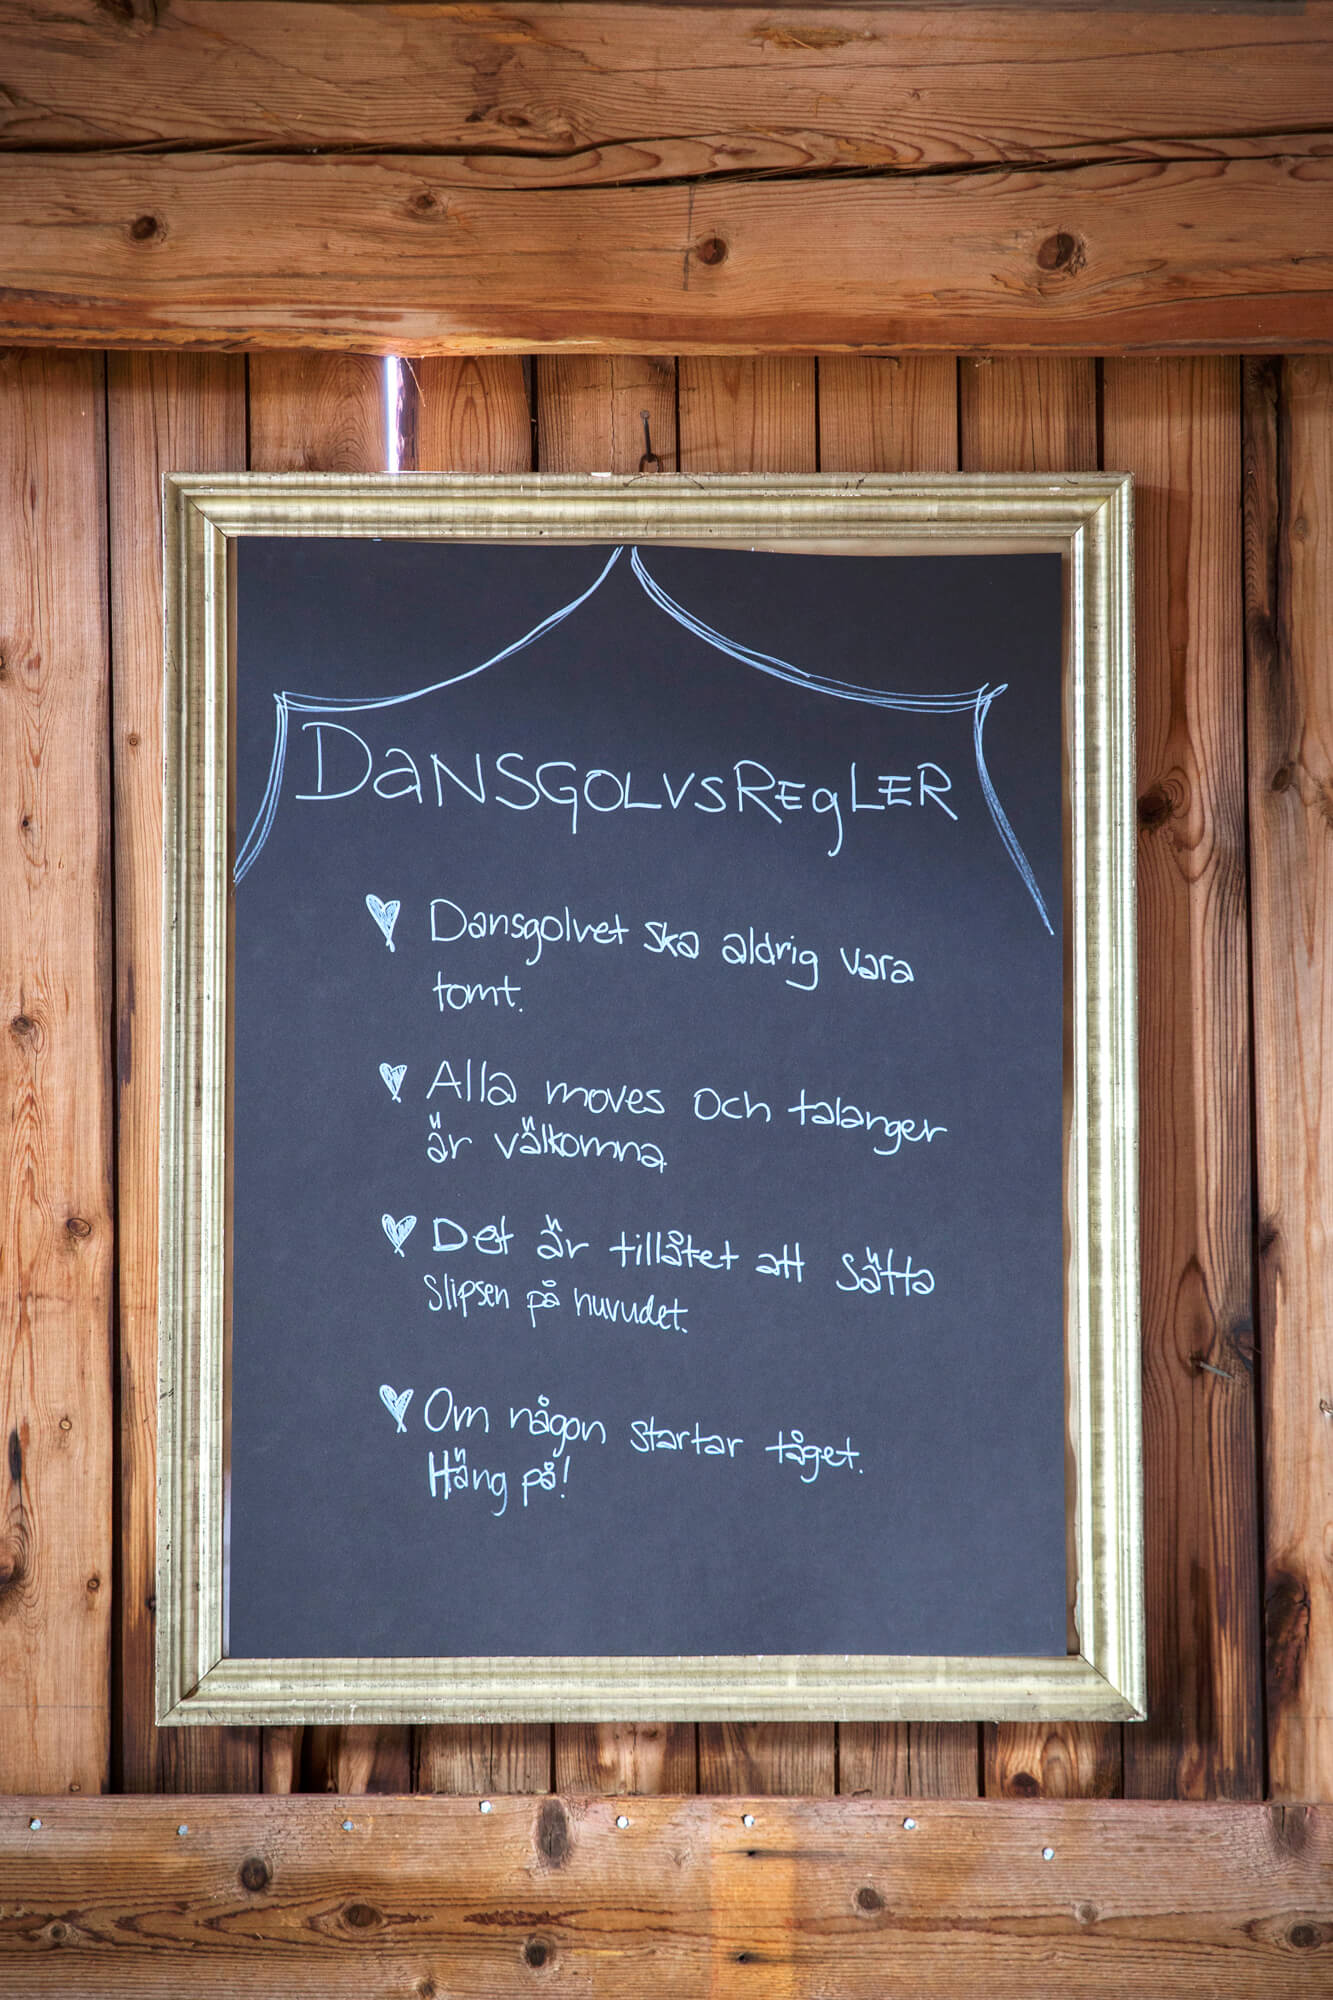 DaNSGOLVSREgLER
Dansgolvet ska aldrig vara
tomt.
Alla moves och talanger
är välkomna.
Det är tillåtet att sätta
slipsen på huvudet.
Om någon startar tåget.
Häng på!